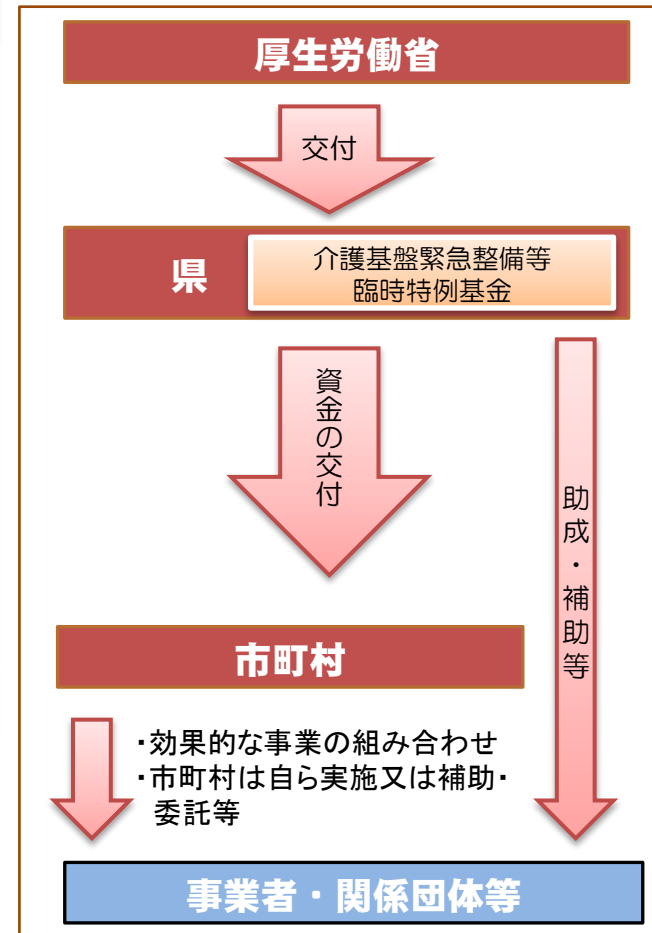 厚生労働省
交付
県
介護基盤緊急整備等
臨時特例基金
資金の交付
助成・補助等
市町村
・効果的な事業の組み合わせ
・市町村は自ら実施又は補助・
委託等
事業者・関係団体等